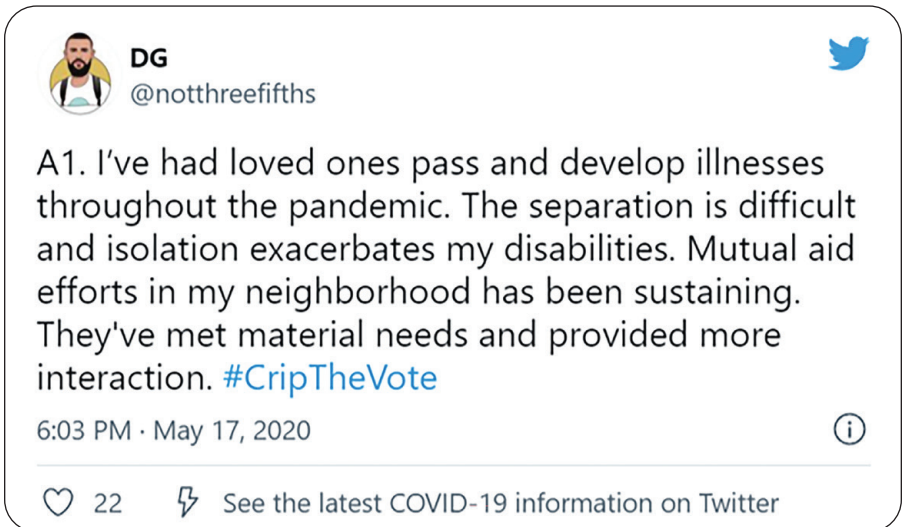 DG
@notthreefifths
A1. I've had loved ones pass and develop illnesses
throughout the pandemic. The separation is difficult
and isolation exacerbates my disabilities. Mutual aid
efforts in my neighborhood has been sustaining.
They've met material needs and provided more
interaction. #CripTheVote
6:03 PM · May 17, 2020
22 See the latest COVID-19 information on Twitter